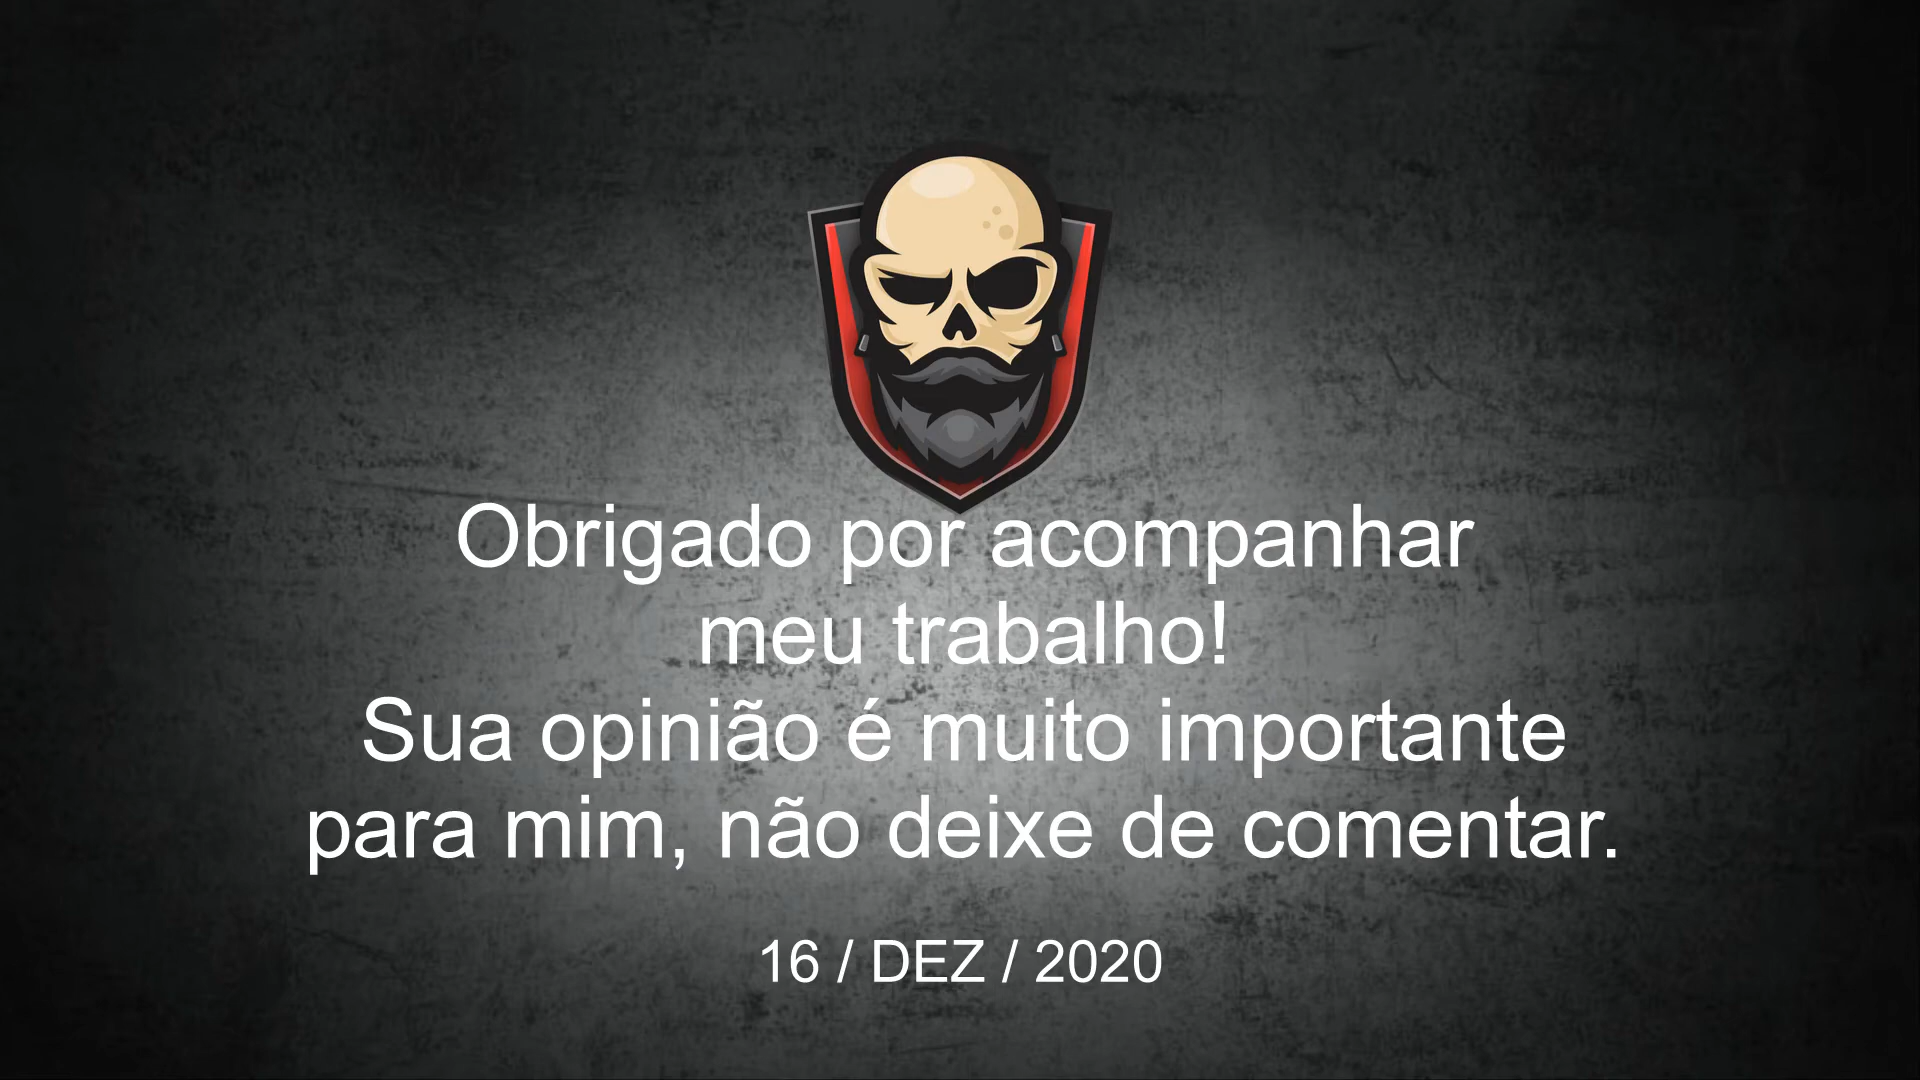 Obrigado por acompanhar
meu trabalho!
Sua opinião é muito importante
para mim, não deixe de comentar.
16 / DEZ / 2020